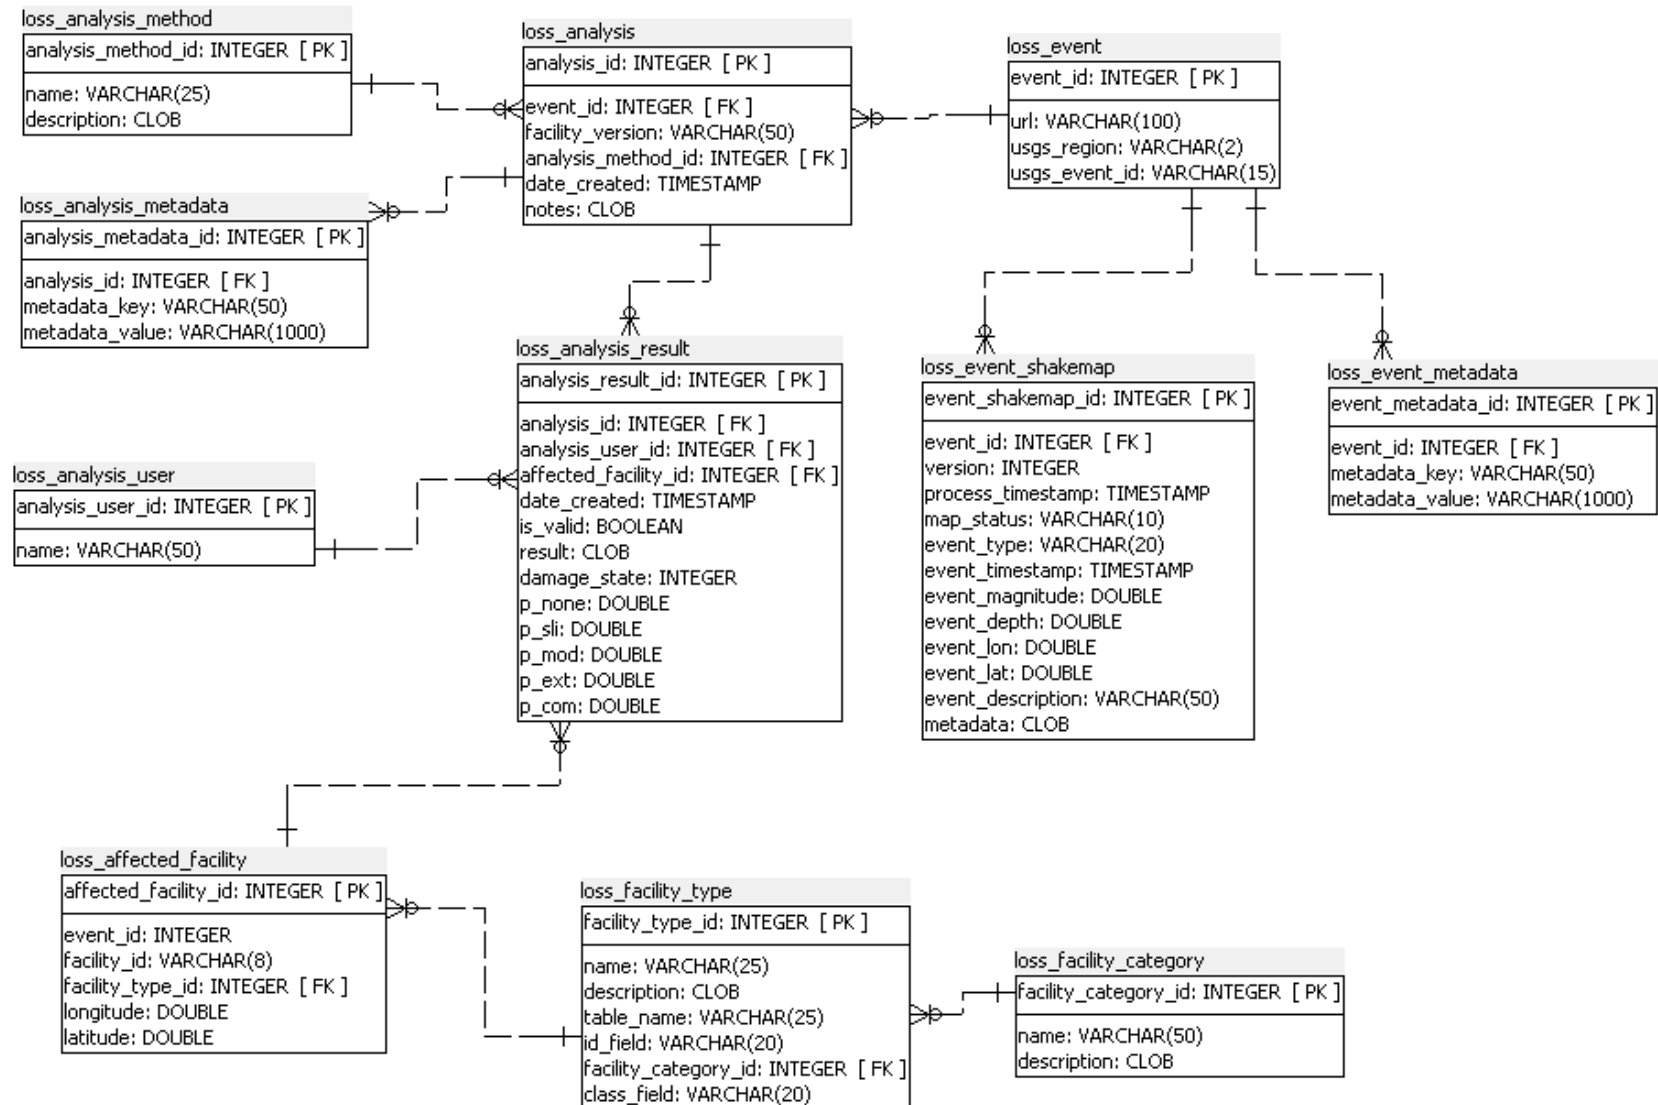 loss_analysis_method
analysis_method_id: INTEGER [ PK ]
name: VARCHAR(25)
description: CLOB
loss_analysis
analysis_id: INTEGER [ PK ]
event_id: INTEGER [ FK ]
facility_version: VARCHAR(50)
analysis_method_id: INTEGER [ FK ]
date_created: TIMESTAMP
notes: CLOB
loss_event
event_id: INTEGER [ PK ]
url: VARCHAR(100)
usgs_region: VARCHAR(2)
usgs_event_id: VARCHAR(15)
loss_analysis_metadata
analysis_metadata_id: INTEGER [ PK ]
analysis_id: INTEGER [ FK ]
metadata_key: VARCHAR(50)
metadata_value: VARCHAR(1000)
loss_analysis_result
analysis_result_id: INTEGER [ PK ]
analysis_id: INTEGER [ FK ]
analysis_user_id: INTEGER [ FK ]
affected_facility_id: INTEGER [ FK ]
date_created: TIMESTAMP
is_valid: BOOLEAN
result: CLOB
damage_state: INTEGER
p_none: DOUBLE
p_sli: DOUBLE
p_mod: DOUBLE
p_ext: DOUBLE
p_com: DOUBLE
loss_event_shakemap
event_shakemap_id: INTEGER [ PK ]
event_id: INTEGER [ FK ]
version: INTEGER
process_timestamp: TIMESTAMP
map_status: VARCHAR(10)
event_type: VARCHAR(20)
event_timestamp: TIMESTAMP
event_magnitude: DOUBLE
event_depth: DOUBLE
event_lon: DOUBLE
event_lat: DOUBLE
event_description: VARCHAR(50)
metadata: CLOB
loss_event_metadata
event_metadata_id: INTEGER [ PK ]
event_id: INTEGER [ FK ]
metadata_key: VARCHAR(50)
metadata_value: VARCHAR(1000)
loss_analysis_user
analysis_user_id: INTEGER [ PK ]
name: VARCHAR(50)
loss_affected_facility
affected_facility_id: INTEGER [ PK ]
event_id: INTEGER
facility_id: VARCHAR(8)
facility_type_id: INTEGER [ FK ]
longitude: DOUBLE
latitude: DOUBLE
loss_facility_type
facility_type_id: INTEGER [ PK ]
name: VARCHAR(25)
description: CLOB
table_name: VARCHAR(25)
id_field: VARCHAR(20)
facility_category_id: INTEGER [ FK ]
class_field: VARCHAR(20)
loss_facility_category
facility_category_id: INTEGER [ PK ]
name: VARCHAR(50)
description: CLOB